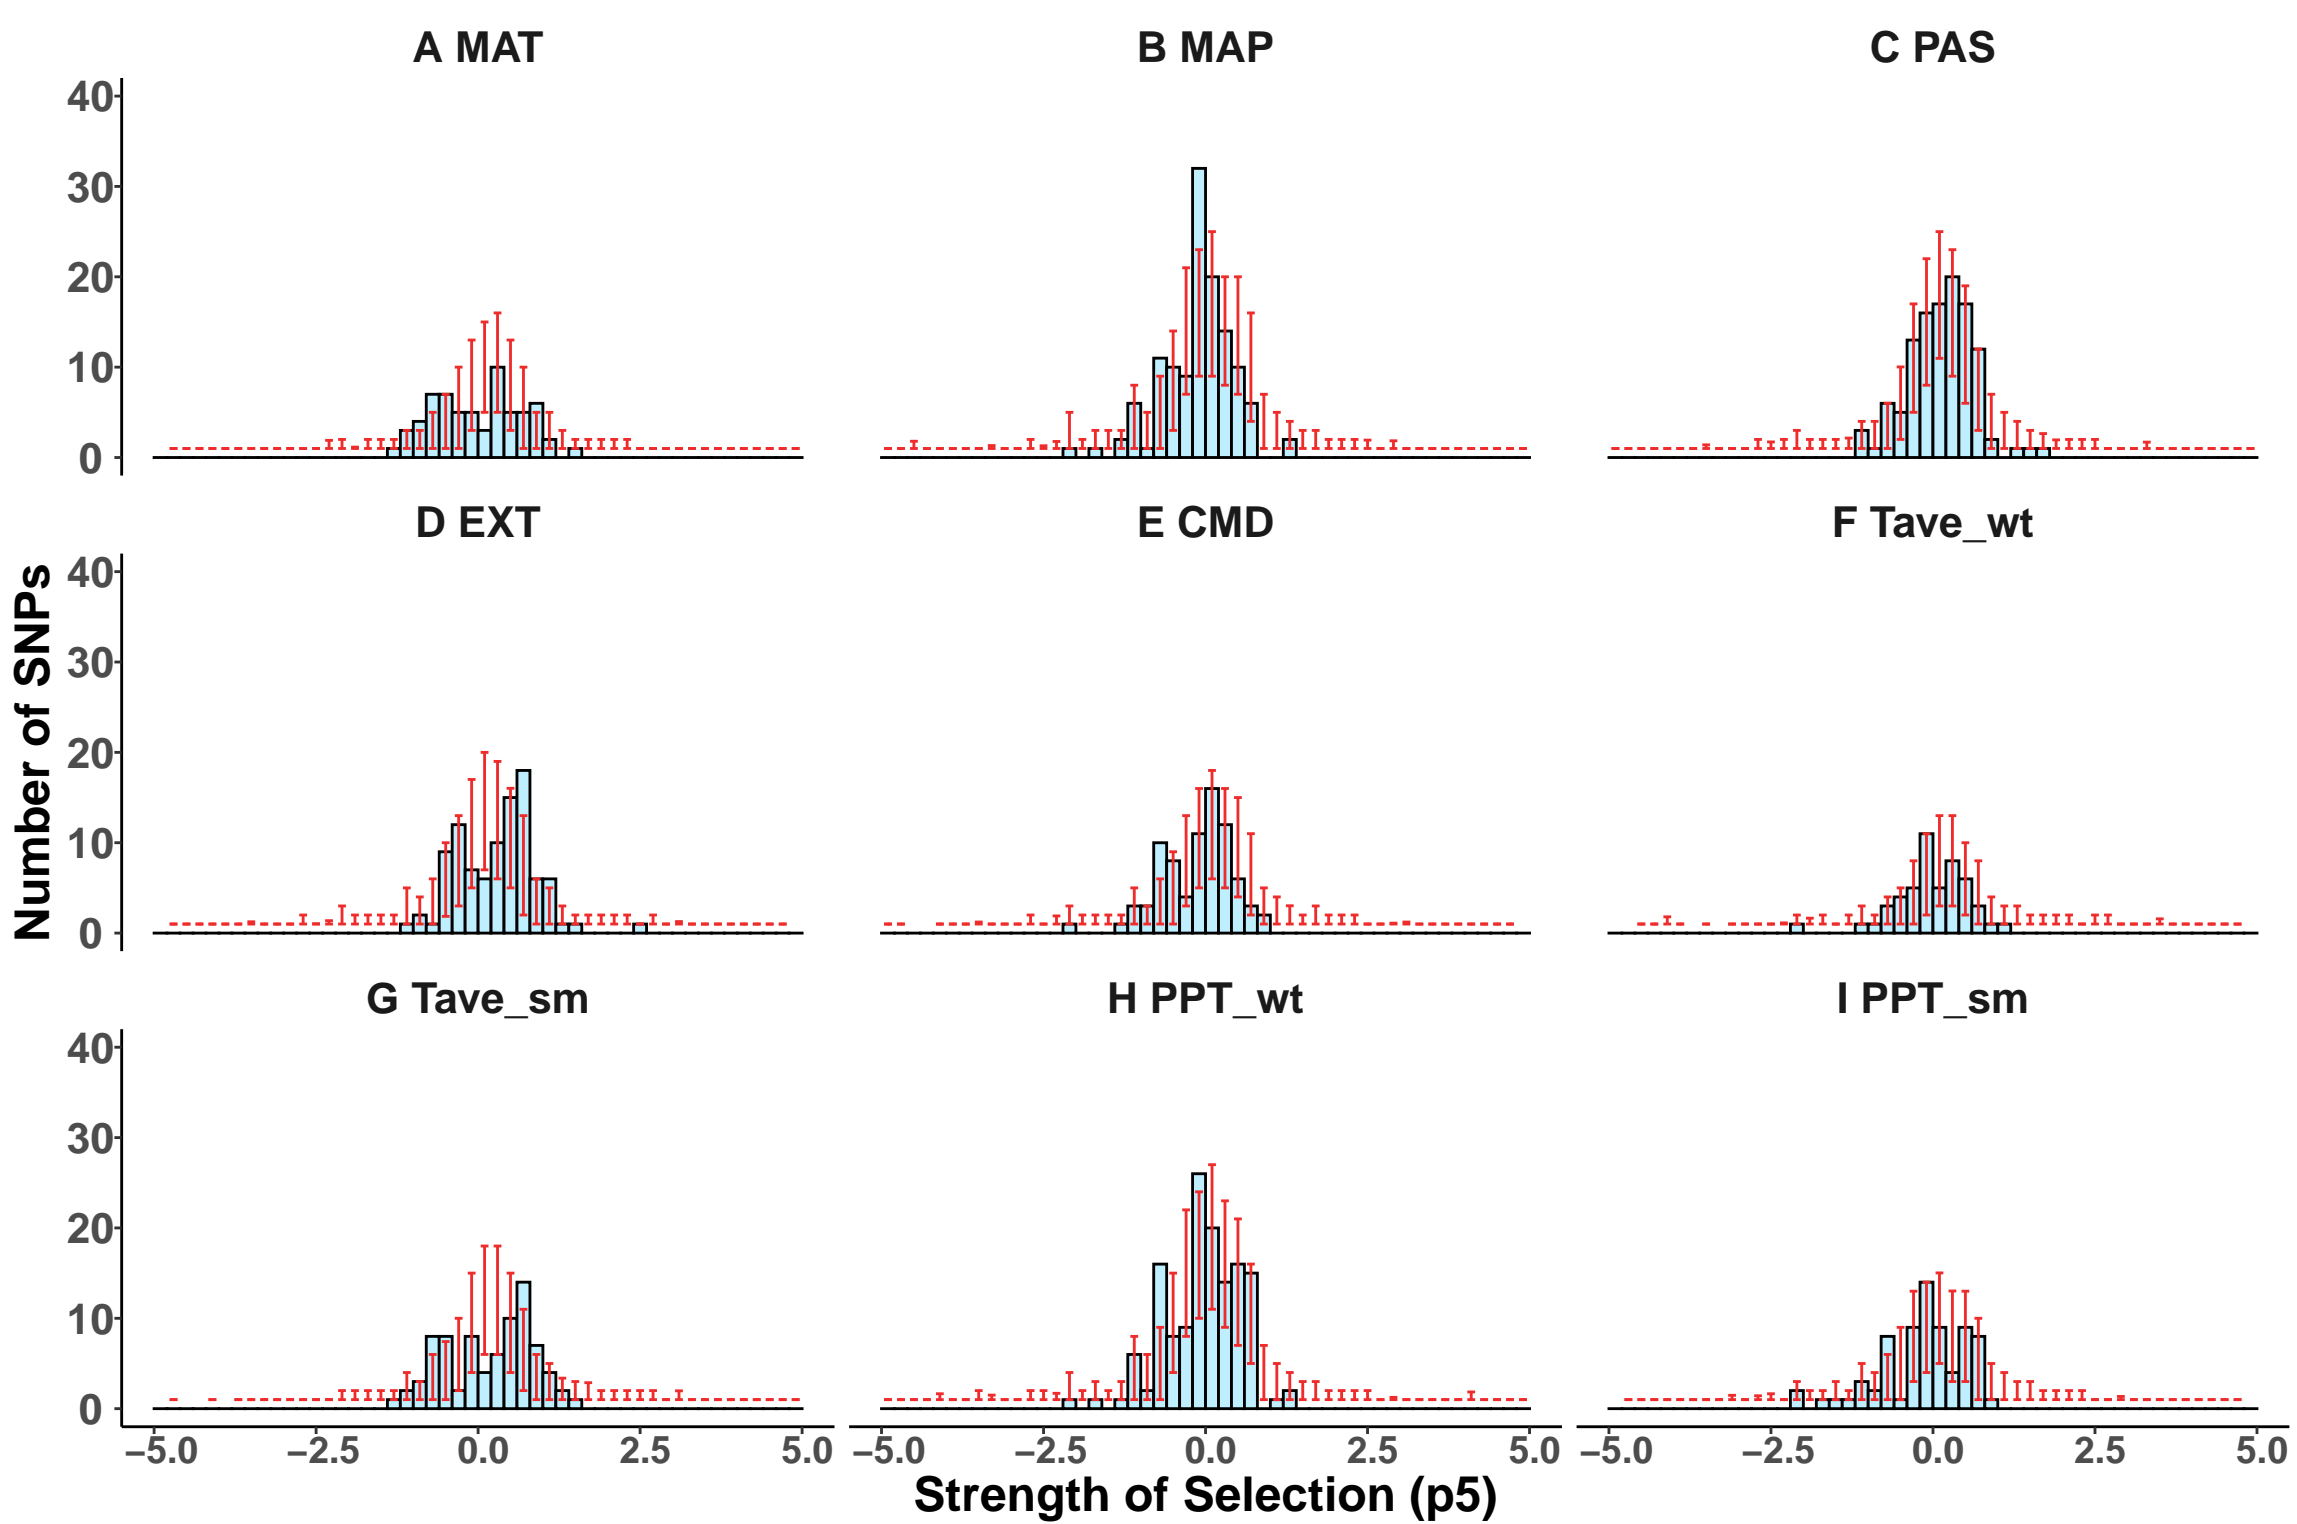 A MAT
B MAP
C PAS
40
30
20
10
0
D EXT
E CMD
F Tave_wt
40
30
20
10
0
Number of SNPs
G Tave_sm
H PPT_wt
I PPT_sm
40
30
20
10
0
−5.0 −2.5 0.0 2.5 5.0
−5.0 −2.5 0.0 2.5 5.0
−5.0 −2.5 0.0 2.5 5.0
Strength of Selection (p5)